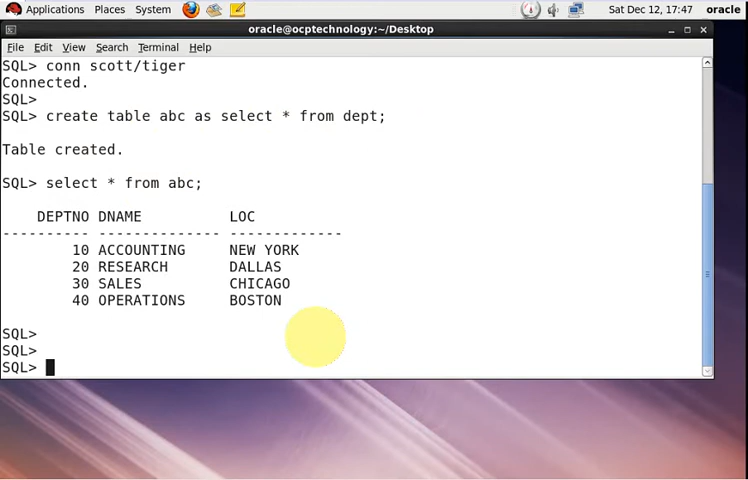 Applications Places System Sat Dec 12, 17:47 oracle
oracle@ocptechnology:~/Desktop
File Edit View Search Terminal Help
SQL> conn scott/tiger
Connected.
SQL>
SQL> create table abc as select * from dept;
Table created.
SQL> select * from abc;
DEPTNO DNAME LOC
---------- -------------- -------------
10 ACCOUNTING NEW YORK
20 RESEARCH DALLAS
30 SALES CHICAGO
40 OPERATIONS BOSTON
SQL>
SQL>
SQL>